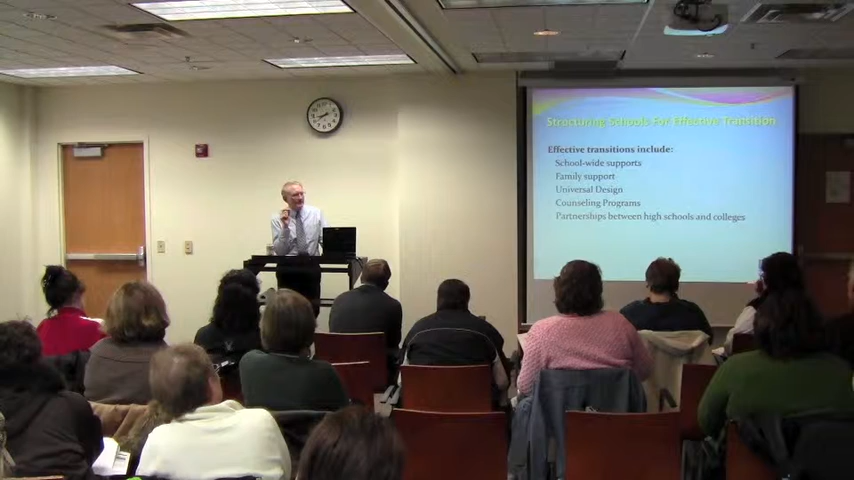 Structuring Schools For Effective Transition
Effective transitions include:
School-wide supports
Family support
Universal Design
Counseling Programs
Partnerships between high schools and colleges